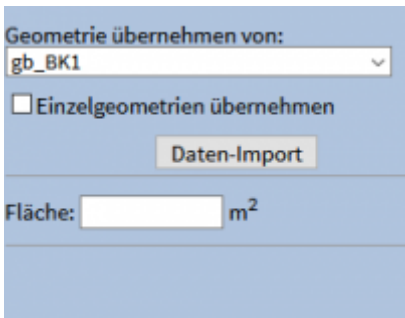 Geometrie übernehmen von:
gb_BK1
Einzelgeometrien übernehmen
Daten-Import
Fläche: m²